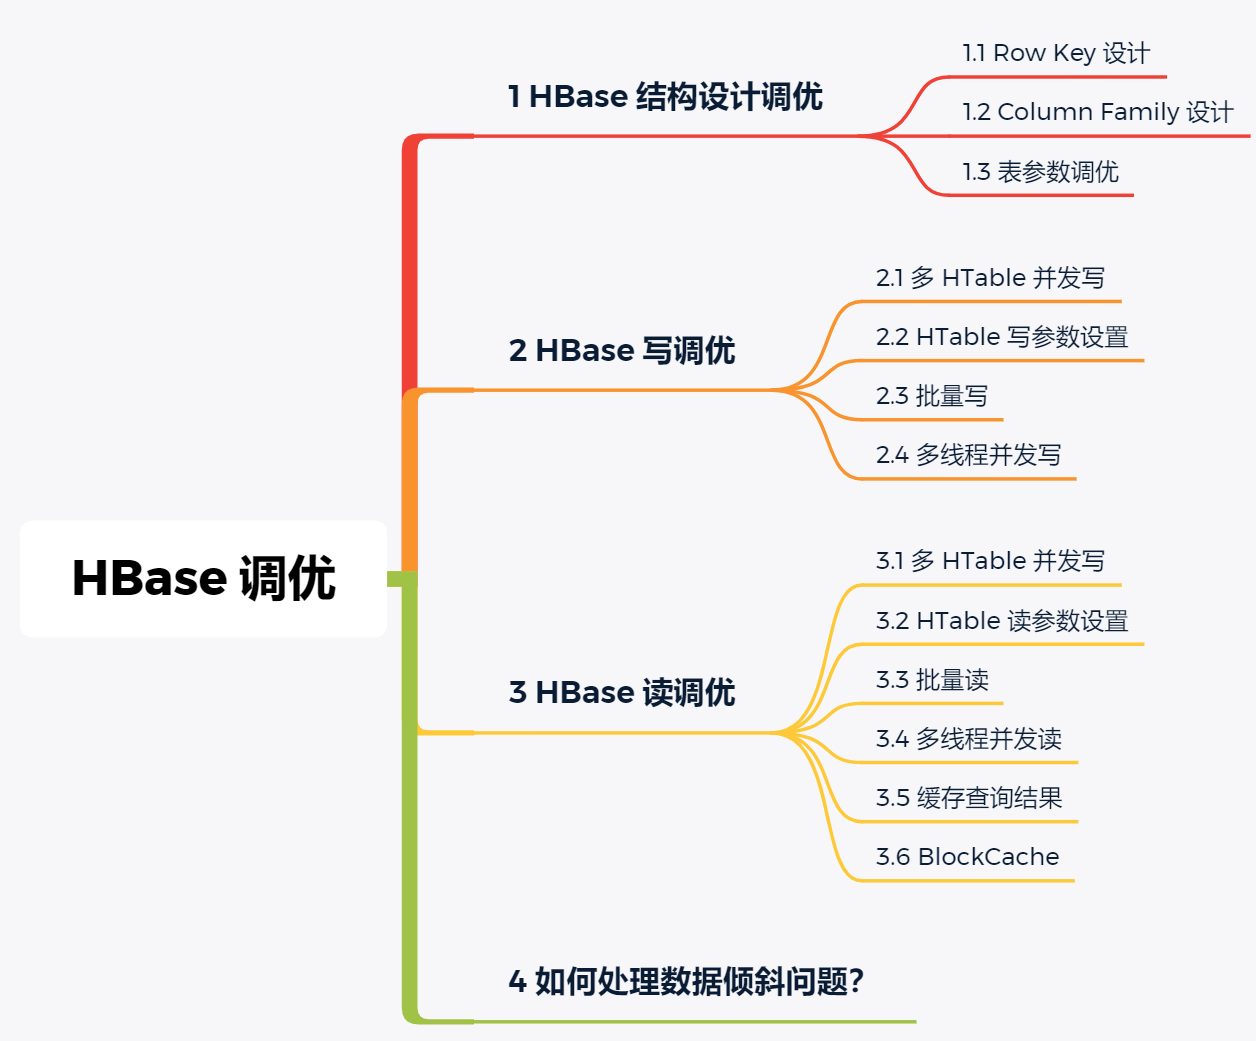 HBase 调优
1 HBase 结构设计调优
1.1 Row Key 设计
1.2 Column Family 设计
1.3 表参数调优
2 HBase 写调优
2.1 多 HTable 并发写
2.2 HTable 写参数设置
2.3 批量写
2.4 多线程并发写
3 HBase 读调优
3.1 多 HTable 并发写
3.2 HTable 读参数设置
3.3 批量读
3.4 多线程并发读
3.5 缓存查询结果
3.6 BlockCache
4 如何处理数据倾斜问题？